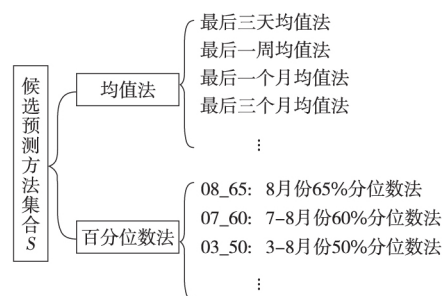 候选预测方法集合S
均值法
最后三天均值法
最后一周均值法
最后一个月均值法
最后三个月均值法
⋮
百分位数法
08_65: 8月份65%分位数法
07_60: 7-8月份60%分位数法
03_50: 3-8月份50%分位数法
⋮